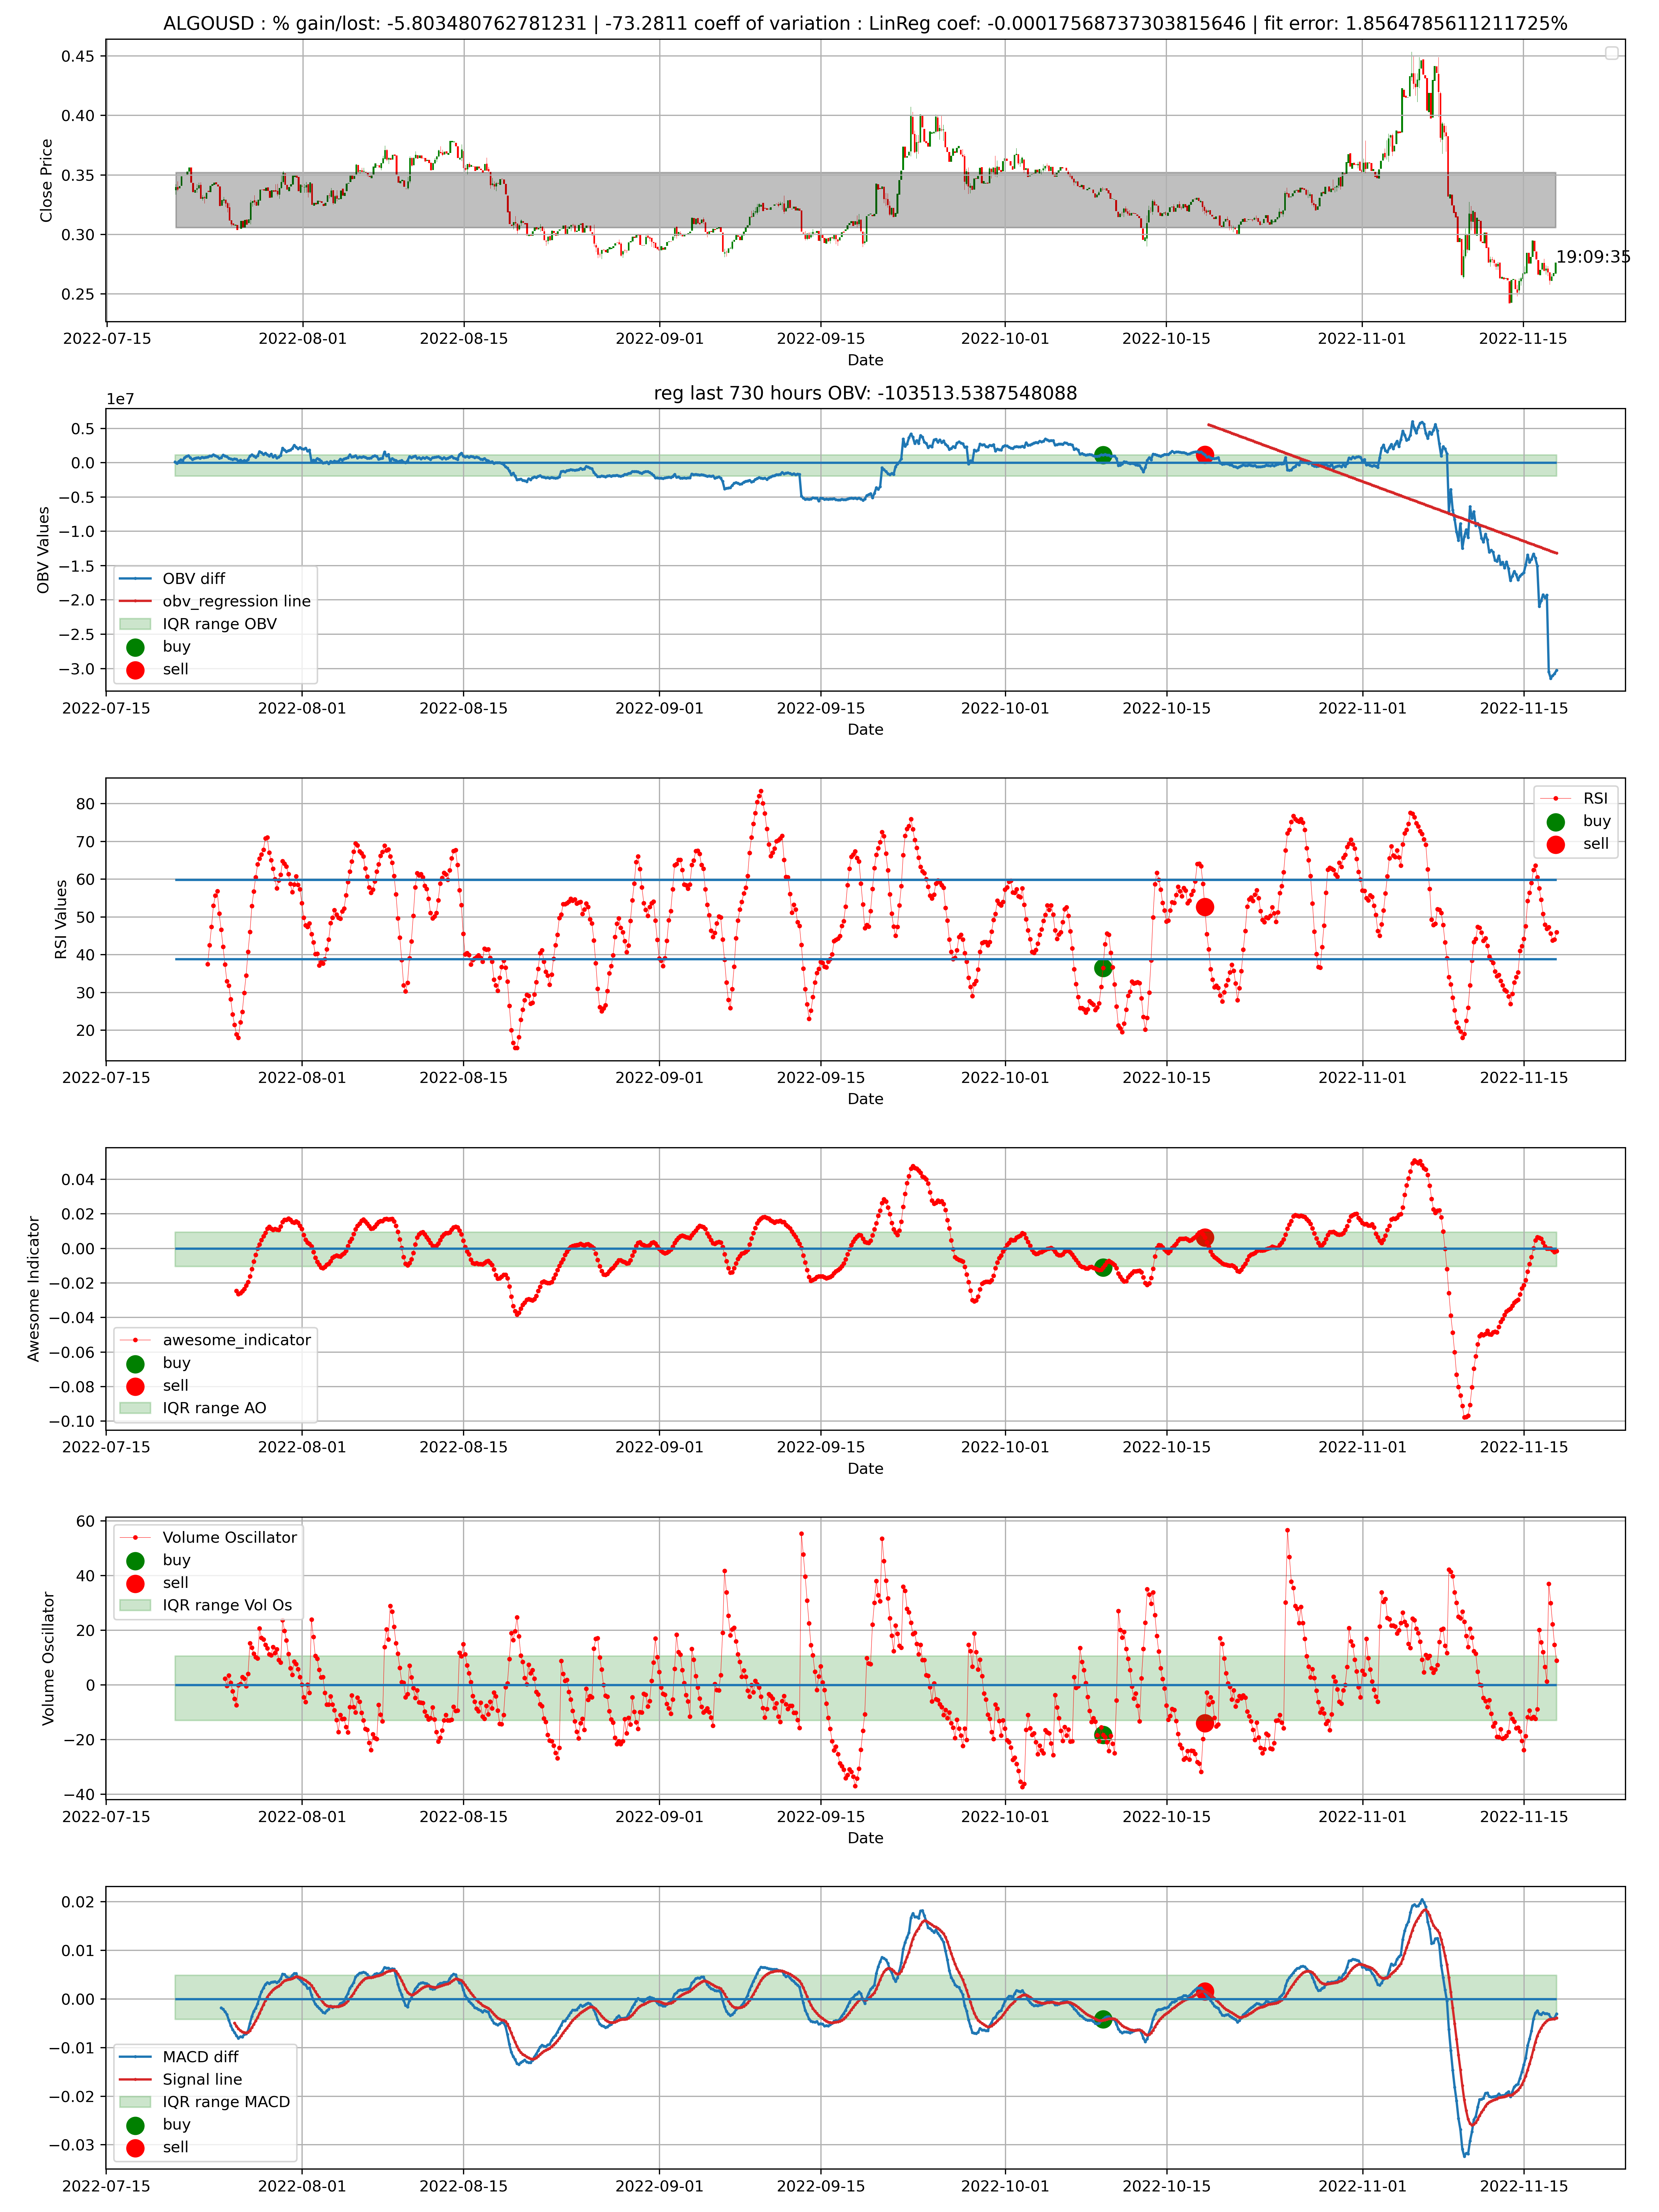 ALGOUSD : % gain/lost: -5.803480762781231 | -73.2811 coeff of variation : LinReg coef: -0.00017568737303815646 | fit error: 1.8564785611211725%
0.45
0.40
0.35
0.30
0.25
Close Price
19:09:35
2022-07-15 2022-08-01 2022-08-15 2022-09-01 2022-09-15 2022-10-01 2022-10-15 2022-11-01 2022-11-15
Date
reg last 730 hours OBV: -103513.5387548088
1e7
0.5
0.0
−0.5
−1.0
−1.5
−2.0
−2.5
−3.0
OBV Values
OBV diff
obv_regression line
IQR range OBV
buy
sell
2022-07-15 2022-08-01 2022-08-15 2022-09-01 2022-09-15 2022-10-01 2022-10-15 2022-11-01 2022-11-15
Date
80
70
60
50
40
30
20
RSI Values
RSI
buy
sell
2022-07-15 2022-08-01 2022-08-15 2022-09-01 2022-09-15 2022-10-01 2022-10-15 2022-11-01 2022-11-15
Date
0.04
0.02
0.00
−0.02
−0.04
−0.06
−0.08
−0.10
Awesome Indicator
awesome_indicator
buy
sell
IQR range AO
2022-07-15 2022-08-01 2022-08-15 2022-09-01 2022-09-15 2022-10-01 2022-10-15 2022-11-01 2022-11-15
Date
60
40
20
0
−20
−40
Volume Oscillator
Volume Oscillator
buy
sell
IQR range Vol Os
2022-07-15 2022-08-01 2022-08-15 2022-09-01 2022-09-15 2022-10-01 2022-10-15 2022-11-01 2022-11-15
Date
0.02
0.01
0.00
−0.01
−0.02
−0.03
MACD diff
Signal line
IQR range MACD
buy
sell
2022-07-15 2022-08-01 2022-08-15 2022-09-01 2022-09-15 2022-10-01 2022-10-15 2022-11-01 2022-11-15